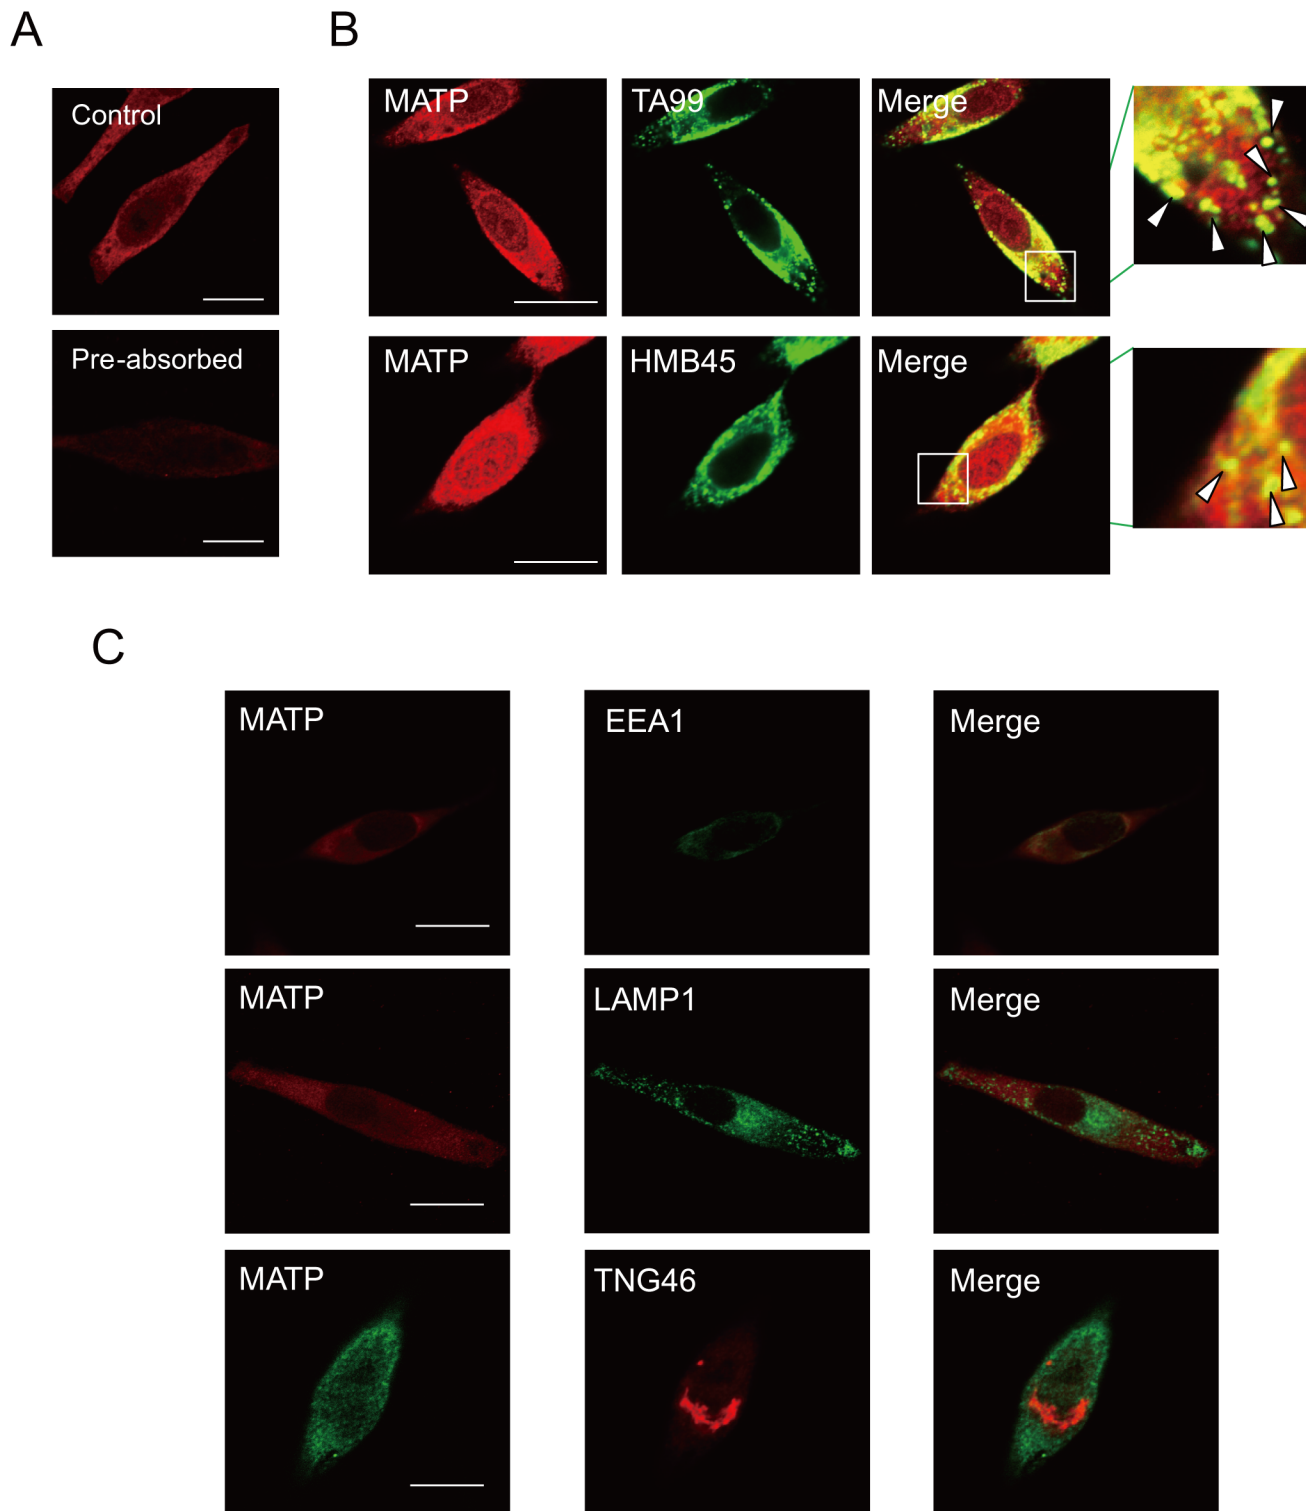 A
B
Control
Pre-absorbed
MATP
TA99
Merge
MATP
HMB45
Merge
C
MATP
EEA1
Merge
MATP
LAMP1
Merge
MATP
TNG46
Merge